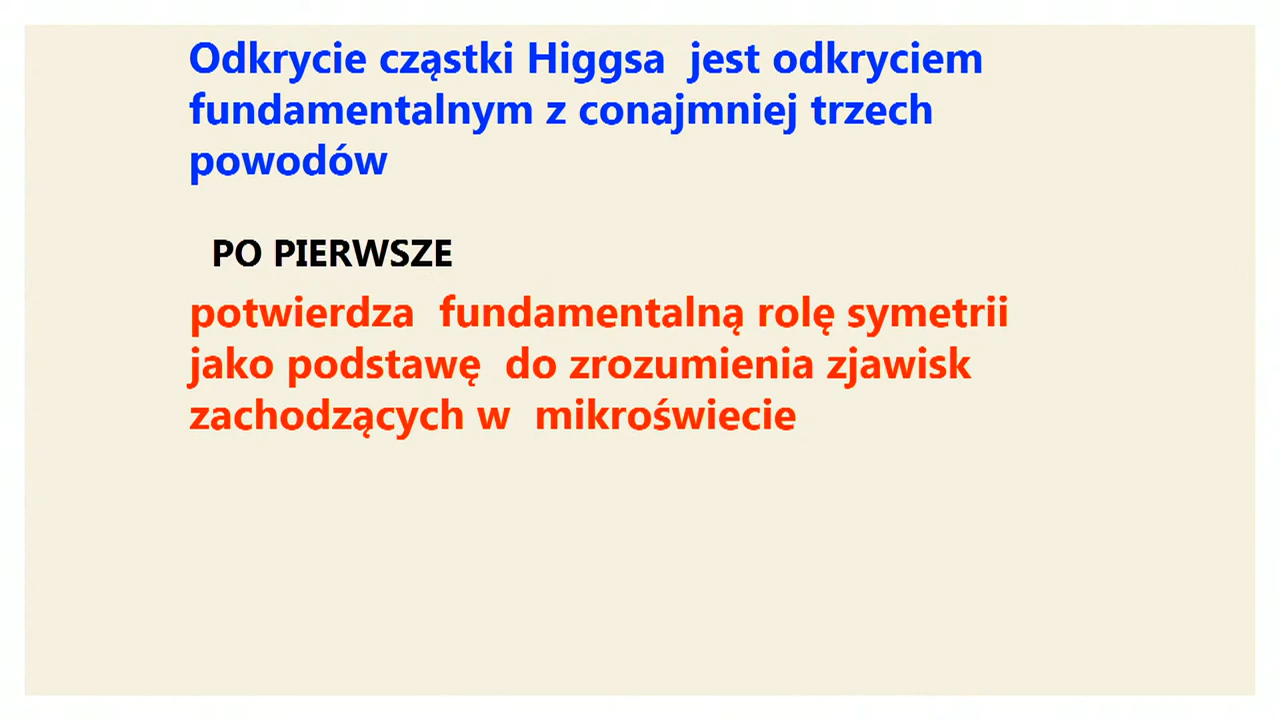 Odkrycie cząstki Higgsa jest odkryciem
fundamentalnym z conajmniej trzech
powodów
PO PIERWSZE
potwierdza fundamentalną rolę symetrii
jako podstawę do zrozumienia zjawisk
zachodzących w mikroświecie